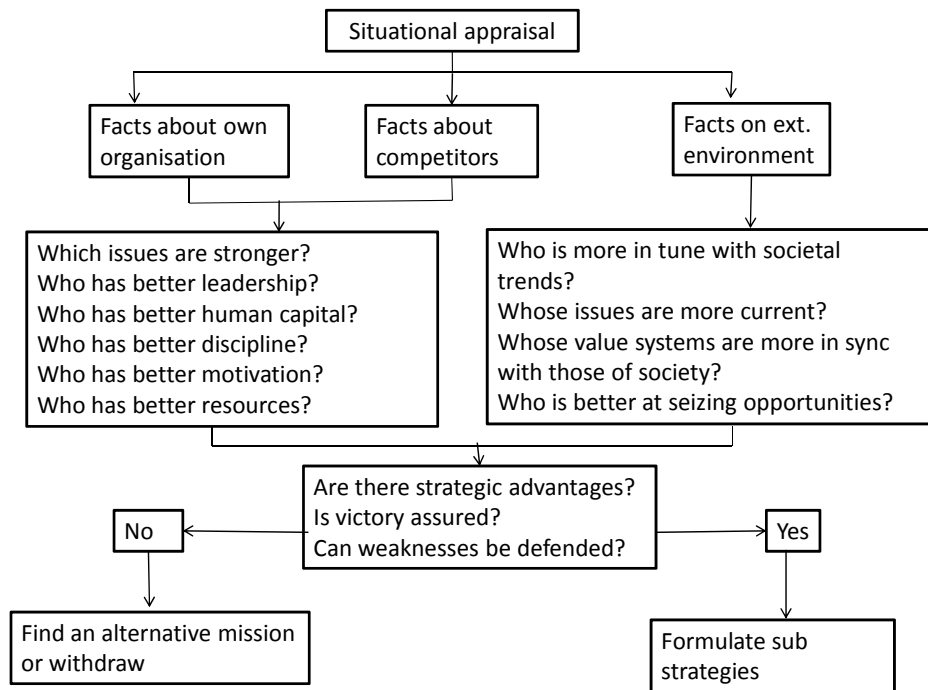 Situational appraisal
Facts about own
organisation
Facts about
competitors
Facts on ext.
environment
Which issues are stronger?
Who has better leadership?
Who has better human capital?
Who has better discipline?
Who has better motivation?
Who has better resources?
Who is more in tune with societal
trends?
Whose issues are more current?
Whose value systems are more in sync
with those of society?
Who is better at seizing opportunities?
Are there strategic advantages?
Is victory assured?
Can weaknesses be defended?
No
Yes
Find an alternative mission
or withdraw
Formulate sub
strategies